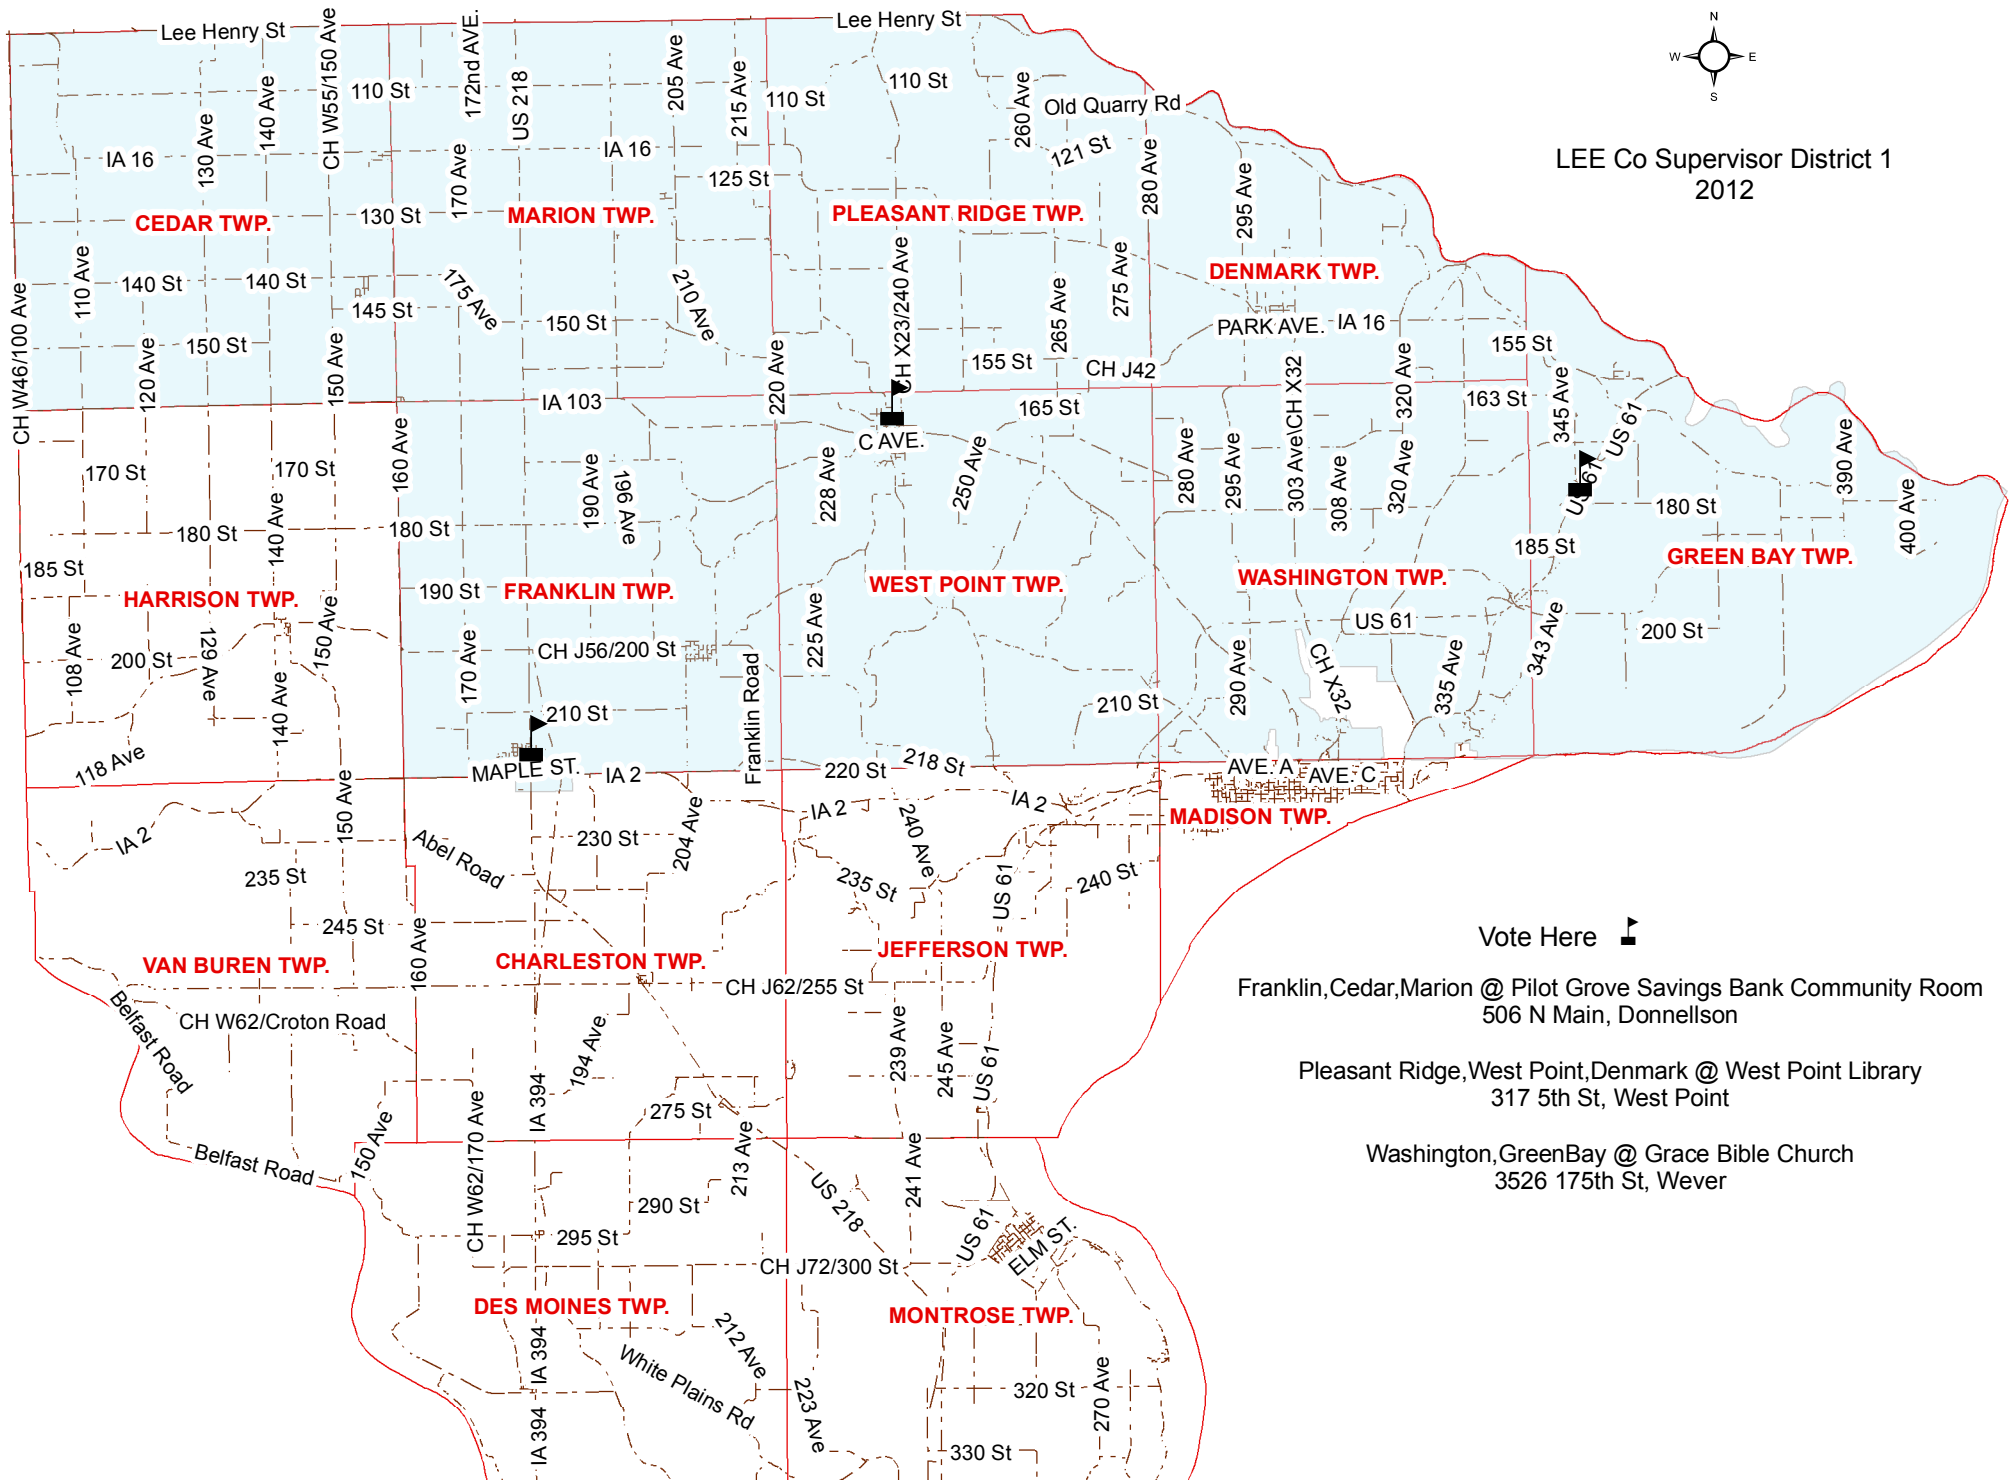 Lee Henry St
Lee Henry St
N
W
E
S
LEE Co Supervisor District 1
2012
CH W55/150 Ave
172nd AVE.
US 218
205 Ave
215 Ave
110 St
110 St
110 St
260 Ave
Old Quarry Rd
130 Ave
140 Ave
IA 16
IA 16
170 Ave
125 St
121 St
280 Ave
295 Ave
130 St
CEDAR TWP.
MARION TWP.
PLEASANT RIDGE TWP.
DENMARK TWP.
CH W46/100 Ave
110 Ave
140 St
140 St
145 St
175 Ave
150 St
210 Ave
CH X23/240 Ave
265 Ave
275 Ave
PARK AVE.
IA 16
150 St
120 Ave
150 Ave
220 Ave
155 St
CH J42
303 Ave\CH X32
320 Ave
155 St
345 Ave
US 61
IA 103
165 St
163 St
C AVE.
160 Ave
170 St
170 St
140 Ave
190 Ave
196 Ave
228 Ave
250 Ave
280 Ave
295 Ave
308 Ave
320 Ave
US 61
390 Ave
400 Ave
180 St
180 St
180 St
185 St
185 St
GREEN BAY TWP.
HARRISON TWP.
190 St
FRANKLIN TWP.
WEST POINT TWP.
WASHINGTON TWP.
108 Ave
200 St
129 Ave
140 Ave
150 Ave
170 Ave
CH J56/200 St
225 Ave
US 61
343 Ave
200 St
Franklin Road
290 Ave
CH X32
335 Ave
210 St
210 St
118 Ave
MAPLE ST.
IA 2
220 St
218 St
AVE. A
AVE. C
IA 2
150 Ave
Abel Road
230 St
204 Ave
IA 2
240 Ave
IA 2
MADISON TWP.
235 St
235 St
US 61
240 St
245 St
160 Ave
VAN BUREN TWP.
CHARLESTON TWP.
JEFFERSON TWP.
CH J62/255 St
Vote Here
Franklin,Cedar,Marion @ Pilot Grove Savings Bank Community Room
506 N Main, Donnellson
Pleasant Ridge,West Point,Denmark @ West Point Library
317 5th St, West Point
Washington,GreenBay @ Grace Bible Church
3526 175th St, Wever
Belfast Road
CH W62/Croton Road
IA 394
194 Ave
239 Ave
245 Ave
US 61
275 St
Belfast Road
150 Ave
CH W62/170 Ave
213 Ave
241 Ave
290 St
US 218
295 St
US 61
ELM ST.
CH J72/300 St
DES MOINES TWP.
MONTROSE TWP.
IA 394
212 Ave
White Plains Rd
223 Ave
320 St
270 Ave
IA 394
330 St